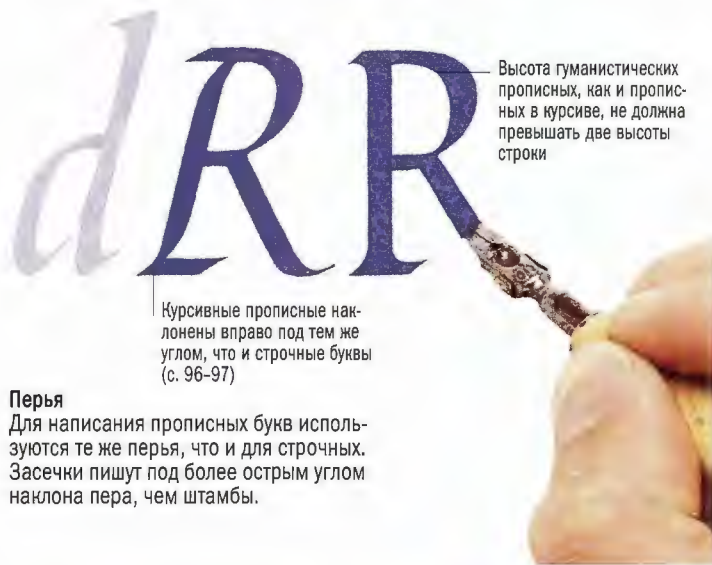 dRR
Высота гуманистических
прописных, как и пропис-
ных в курсиве, не должна
превышать две высоты
строки
Курсивные прописные нак-
лонены вправо под тем же
углом, что и строчные буквы
(с. 96–97)
Перья
Для написания прописных букв исполь-
зуются те же перья, что и для строчных.
Засечки пишут под более острым углом
наклона пера, чем штамбы.